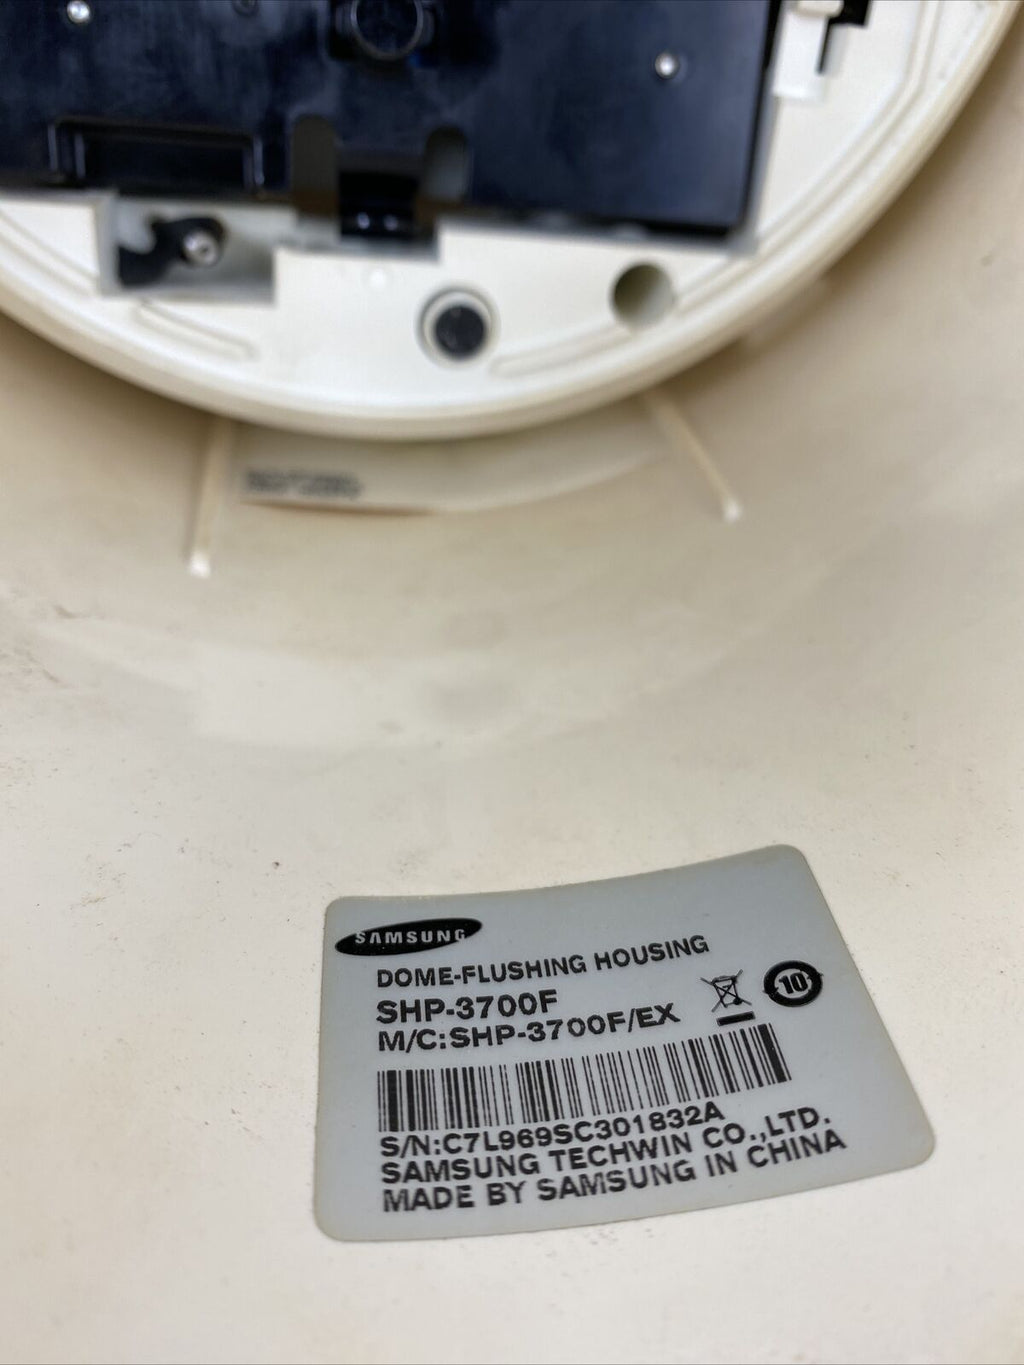 SAMSUNG
DOME-FLUSHING HOUSING
SHP-3700F
M/C:SHP-3700F/EX
10
S/N:C7L969SC301832A
SAMSUNG TECHWIN CO.,LTD.
MADE BY SAMSUNG IN CHINA